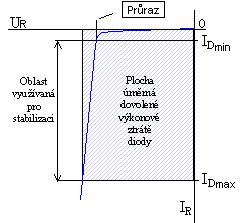 Průraz
UR
0
IDmin
Oblast
využívaná
pro
stabilizaci
Plocha
úměrná
dovolené
výkonové
ztrátě
diody
IDmax
IR